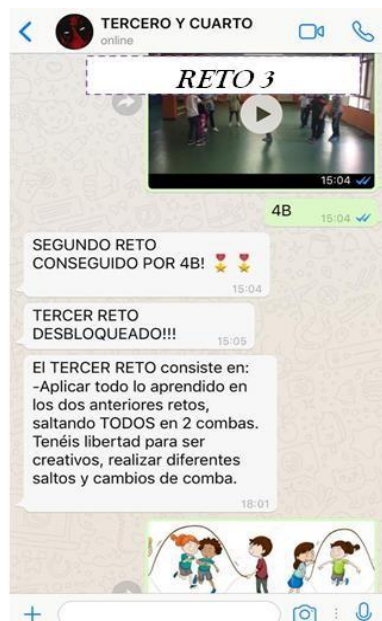 TERCERO Y CUARTO
online
RETO 3
15:04
4B
15:04
SEGUNDO RETO
CONSEGUIDO POR 4B! 🎖️ 🎖️
15:04
TERCER RETO
DESBLOQUEADO!!!
15:05
El TERCER RETO consiste en:
-Aplicar todo lo aprendido en
los dos anteriores retos,
saltando TODOS en 2 combas.
Tenéis libertad para ser
creativos, realizar diferentes
saltos y cambios de comba.
18:01